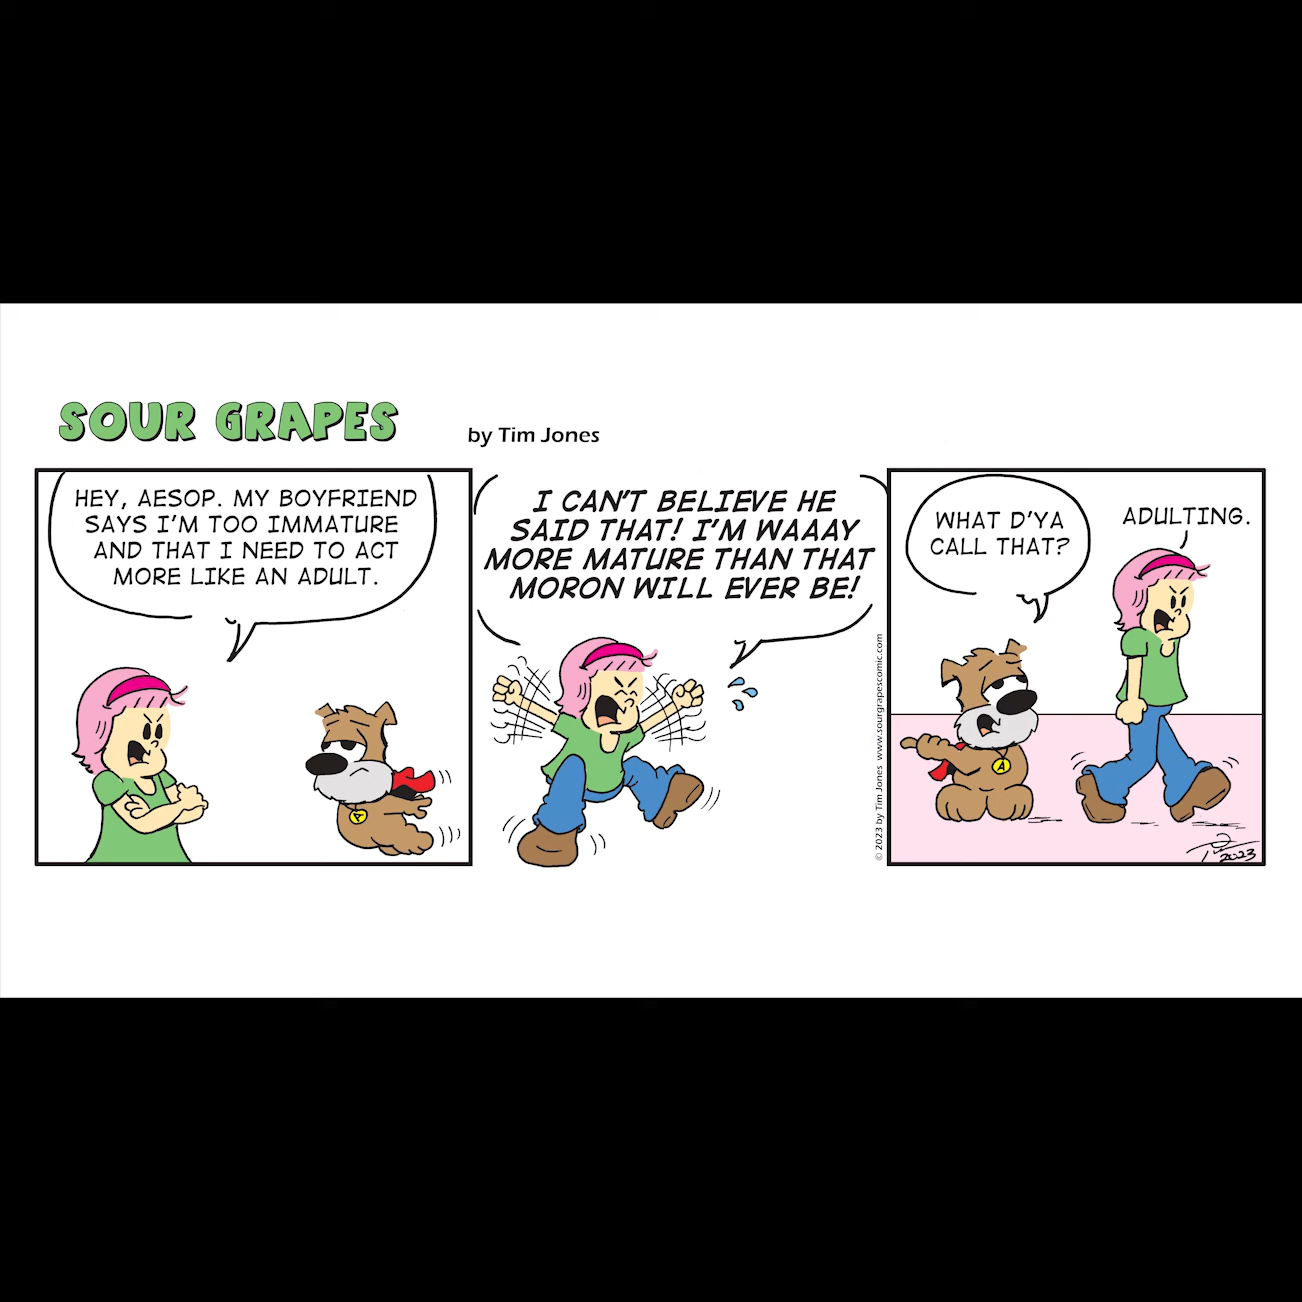 SOUR GRAPES
by Tim Jones
HEY, AESOP. MY BOYFRIEND
SAYS I'M TOO IMMATURE
AND THAT I NEED TO ACT
MORE LIKE AN ADULT.
I CAN'T BELIEVE HE
SAID THAT! I'M WAAAY
MORE MATURE THAN THAT
MORON WILL EVER BE!
© 2023 by Tim Jones www.sourgrapescomic.com
WHAT D'YA
CALL THAT?
ADULTING.
A
A
2023